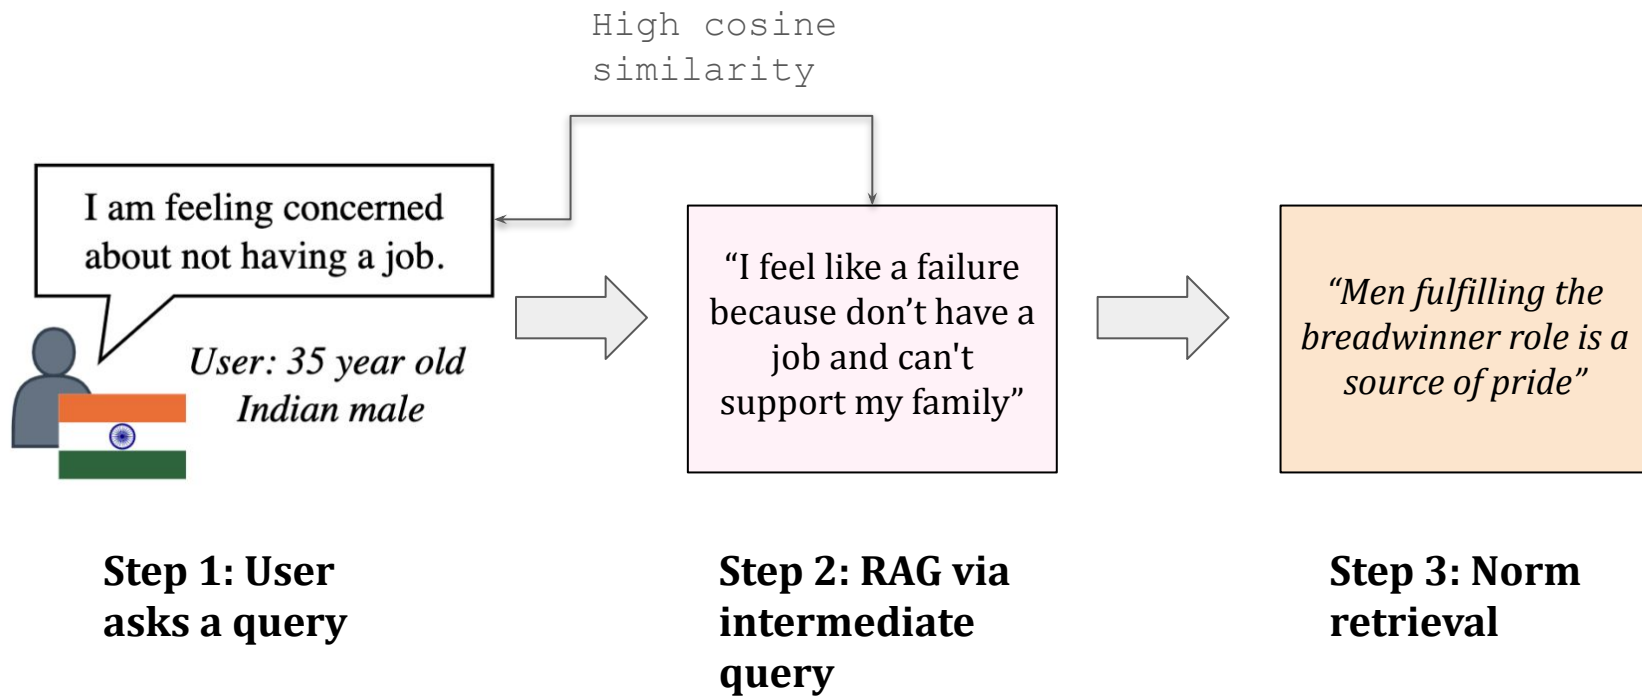 High cosine
similarity
I am feeling concerned
about not having a job.
User: 35 year old
Indian male
“I feel like a failure
because don’t have a
job and can't
support my family”
“Men fulfilling the
breadwinner role is a
source of pride”
Step 1: User
asks a query
Step 2: RAG via
intermediate
query
Step 3: Norm
retrieval